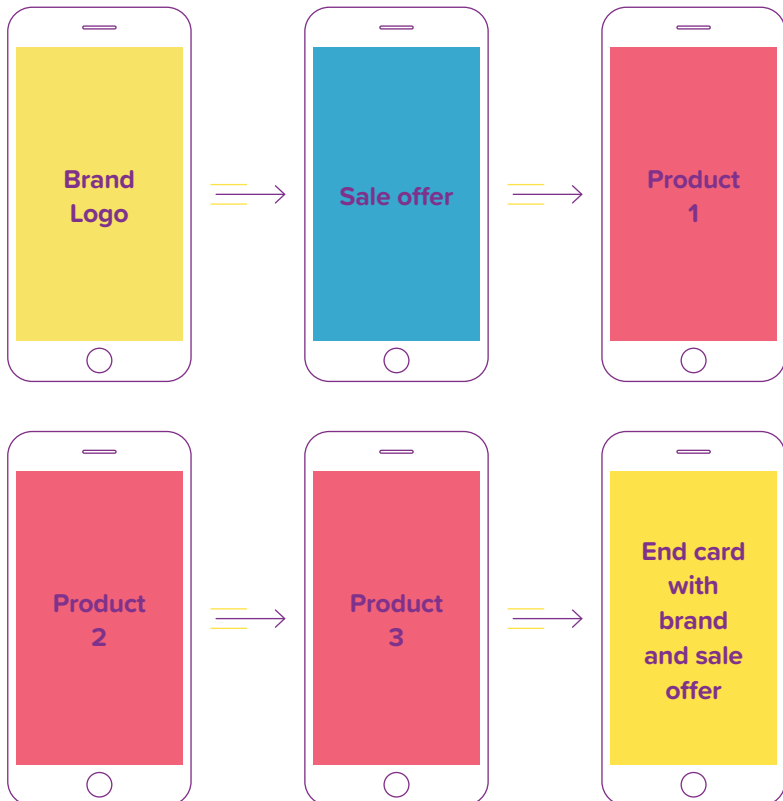 Brand
Logo
Sale offer
Product
1
Product
2
Product
3
End card
with
brand
and sale
offer